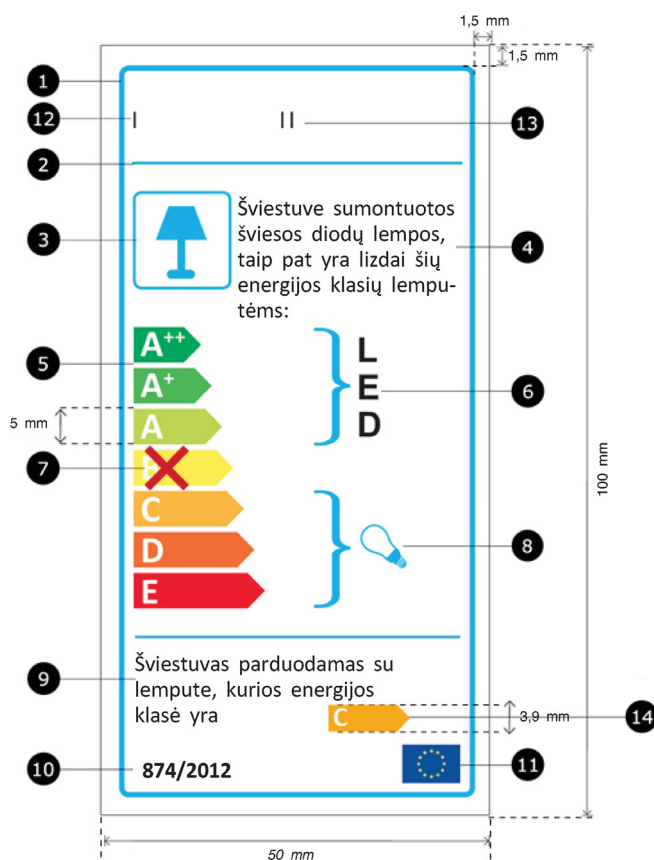 1,5 mm
1,5 mm
1
12
I
II
13
2
3
Šviestuve sumontuotos
šviesos diodų lempos,
taip pat yra lizdai šių
energijos klasių lempu-
tėms:
4
5
A++
A+
A
L
E
D
6
5 mm
7
C
D
E
8
100 mm
9
Šviestuvas parduodamas su
lempute, kurios energijos
klasė yra
C
3,9 mm
14
10
874/2012
11
50 mm